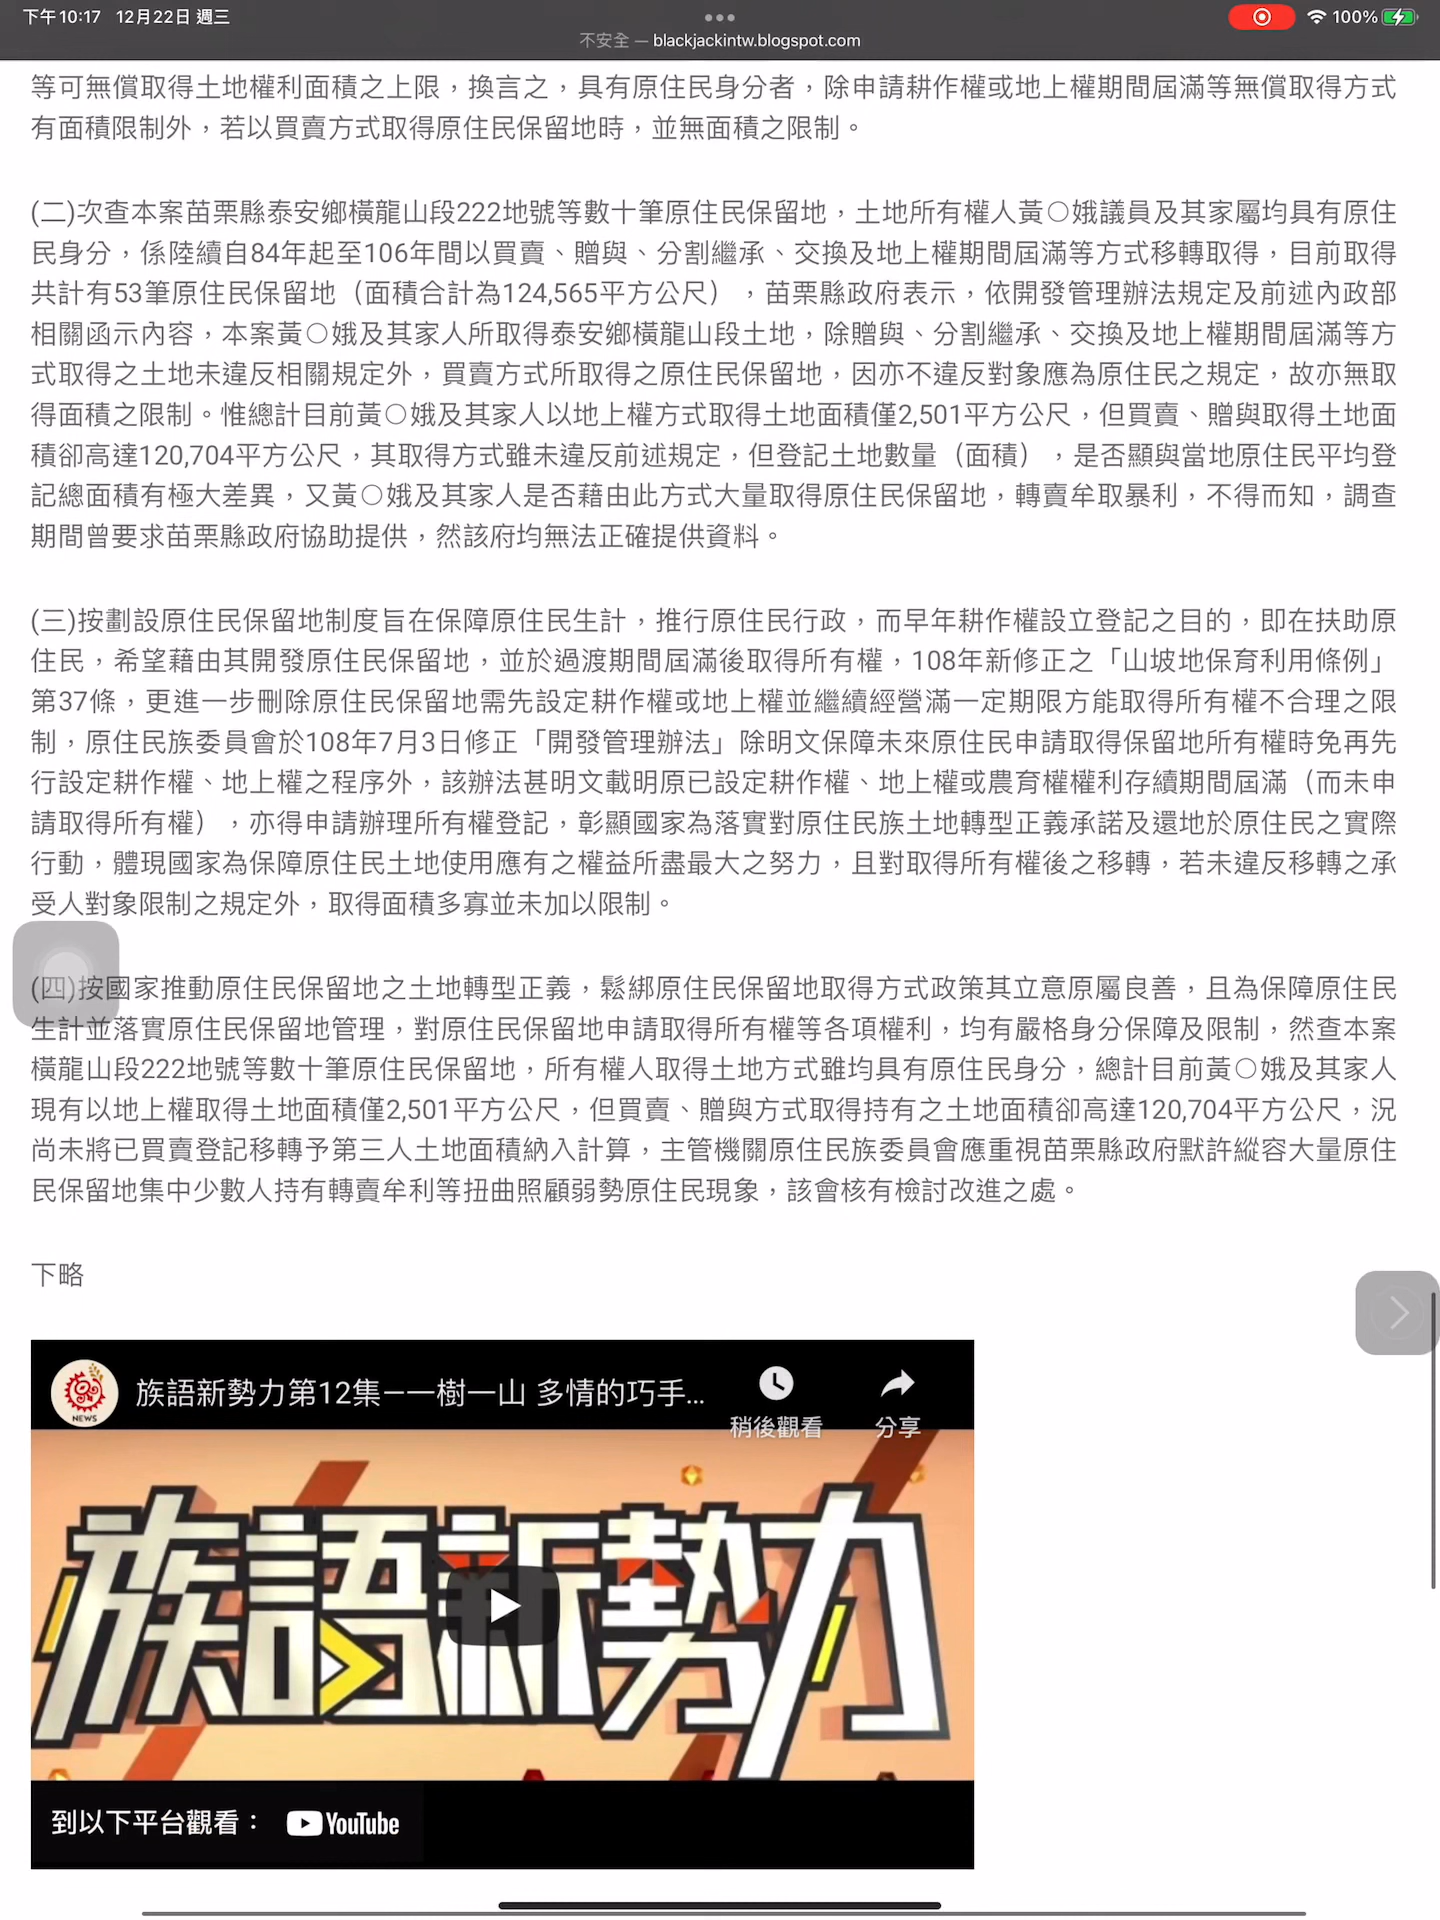 下午10:17 12月22日 週三
100%
不安全 — blackjackintw.blogspot.com
等可無償取得土地權利面積之上限，換言之，具有原住民身分者，除申請耕作權或地上權期間屆滿等無償取得方式
有面積限制外，若以買賣方式取得原住民保留地時，並無面積之限制。
(二)次查本案苗栗縣泰安鄉橫龍山段222地號等數十筆原住民保留地，土地所有權人黃○娥議員及其家屬均具有原住
民身分，係陸續自84年起至106年間以買賣、贈與、分割繼承、交換及地上權期間屆滿等方式移轉取得，目前取得
共計有53筆原住民保留地（面積合計為124,565平方公尺），苗栗縣政府表示，依開發管理辦法規定及前述內政部
相關函示內容，本案黃○娥及其家人所取得泰安鄉橫龍山段土地，除贈與、分割繼承、交換及地上權期間屆滿等方
式取得之土地未違反相關規定外，買賣方式所取得之原住民保留地，因亦不違反對象應為原住民之規定，故亦無取
得面積之限制。惟總計目前黃○娥及其家人以地上權方式取得土地面積僅2,501平方公尺，但買賣、贈與取得土地面
積卻高達120,704平方公尺，其取得方式雖未違反前述規定，但登記土地數量（面積），是否顯與當地原住民平均登
記總面積有極大差異，又黃○娥及其家人是否藉由此方式大量取得原住民保留地，轉賣牟取暴利，不得而知，調查
期間曾要求苗栗縣政府協助提供，然該府均無法正確提供資料。
(三)按劃設原住民保留地制度旨在保障原住民生計，推行原住民行政，而早年耕作權設立登記之目的，即在扶助原
住民，希望藉由其開發原住民保留地，並於過渡期間屆滿後取得所有權，108年新修正之「山坡地保育利用條例」
第37條，更進一步刪除原住民保留地需先設定耕作權或地上權並繼續經營滿一定期限方能取得所有權不合理之限
制，原住民族委員會於108年7月3日修正「開發管理辦法」除明文保障未來原住民申請取得保留地所有權時免再先
行設定耕作權、地上權之程序外，該辦法甚明文載明原已設定耕作權、地上權或農育權權利存續期間屆滿（而未申
請取得所有權），亦得申請辦理所有權登記，彰顯國家為落實對原住民族土地轉型正義承諾及還地於原住民之實際
行動，體現國家為保障原住民土地使用應有之權益所盡最大之努力，且對取得所有權後之移轉，若未違反移轉之承
受人對象限制之規定外，取得面積多寡並未加以限制。
(四)按國家推動原住民保留地之土地轉型正義，鬆綁原住民保留地取得方式政策其立意原屬良善，且為保障原住民
生計並落實原住民保留地管理，對原住民保留地申請取得所有權等各項權利，均有嚴格身分保障及限制，然查本案
橫龍山段222地號等數十筆原住民保留地，所有權人取得土地方式雖均具有原住民身分，總計目前黃○娥及其家人
現有以地上權取得土地面積僅2,501平方公尺，但買賣、贈與方式取得持有之土地面積卻高達120,704平方公尺，況
尚未將已買賣登記移轉予第三人土地面積納入計算，主管機關原住民族委員會應重視苗栗縣政府默許縱容大量原住
民保留地集中少數人持有轉賣牟利等扭曲照顧弱勢原住民現象，該會核有檢討改進之處。
下略
NEWS
族語新勢力第12集——樹一山 多情的巧手...
稍後觀看 分享
族語新勢力
到以下平台觀看： YouTube